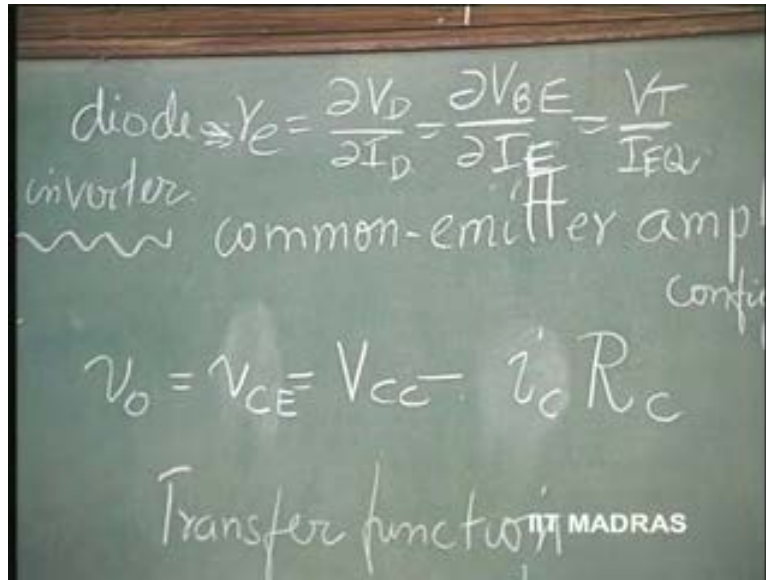 diode ⇒ re = ∂VD/∂ID = ∂VBE/∂IE = VT/IEQ
inverter
common-emitter ampl
confi
vo = vCE = VCC - ic RC
Transfer function
IIT MADRAS